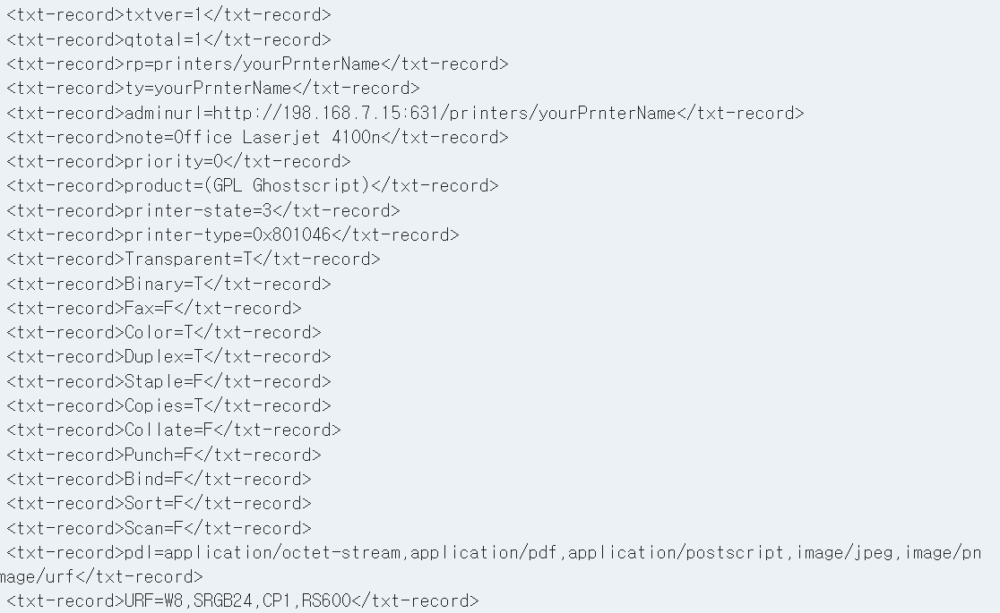 <txt-record>txtver=1</txt-record>
<txt-record>qtotal=1</txt-record>
<txt-record>rp=printers/yourPrnterName</txt-record>
<txt-record>ty=yourPrnterName</txt-record>
<txt-record>adminurl=http://198.168.7.15:631/printers/yourPrnterName</txt-record>
<txt-record>note=Office Laserjet 4100n</txt-record>
<txt-record>priority=0</txt-record>
<txt-record>product=(GPL Ghostscript)</txt-record>
<txt-record>printer-state=3</txt-record>
<txt-record>printer-type=0x801046</txt-record>
<txt-record>Transparent=T</txt-record>
<txt-record>Binary=T</txt-record>
<txt-record>Fax=F</txt-record>
<txt-record>Color=T</txt-record>
<txt-record>Duplex=T</txt-record>
<txt-record>Staple=F</txt-record>
<txt-record>Copies=T</txt-record>
<txt-record>Collate=F</txt-record>
<txt-record>Punch=F</txt-record>
<txt-record>Bind=F</txt-record>
<txt-record>Sort=F</txt-record>
<txt-record>Scan=F</txt-record>
<txt-record>pdl=application/octet-stream,application/pdf,application/postscript,image/jpeg,image/pn
mage/urf</txt-record>
<txt-record>URF=W8,SRGB24,CP1,RS600</txt-record>